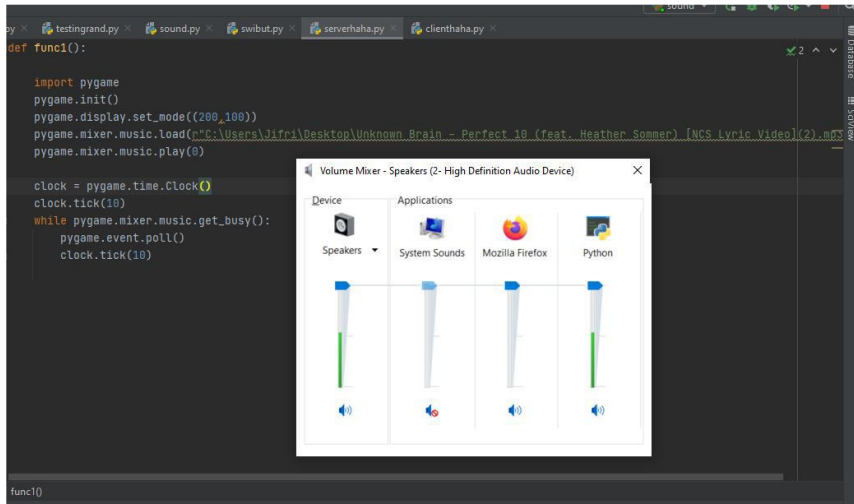 sound
py
testingrand.py
sound.py
swibut.py
serverhaha.py
clienthaha.py
def func1():
2
import pygame
pygame.init()
pygame.display.set_mode((200,100))
pygame.mixer.music.load(r"C:\Users\Jifri\Desktop\Unknown Brain - Perfect 10 (feat. Heather Sommer) [NCS Lyric Video](2).mp3
pygame.mixer.music.play(0)
clock = pygame.time.Clock()
clock.tick(10)
while pygame.mixer.music.get_busy():
pygame.event.poll()
clock.tick(10)
Volume Mixer - Speakers (2- High Definition Audio Device)
Device
Applications
Speakers
System Sounds
Mozilla Firefox
Python
func1()
Database
SciView